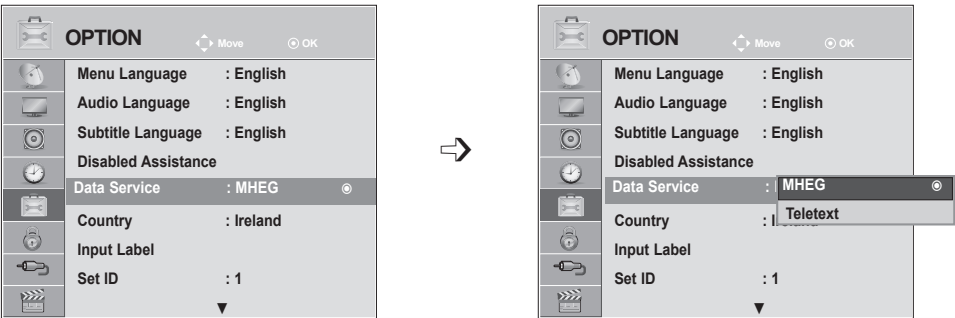 OPTION Move OK
Menu Language : English
Audio Language : English
Subtitle Language : English
Disabled Assistance
Data Service : MHEG
Country : Ireland
Input Label
Set ID : 1
OPTION Move OK
Menu Language : English
Audio Language : English
Subtitle Language : English
Disabled Assistance
Data Service : MHEG
Teletext
Country : I
Input Label
Set ID : 1